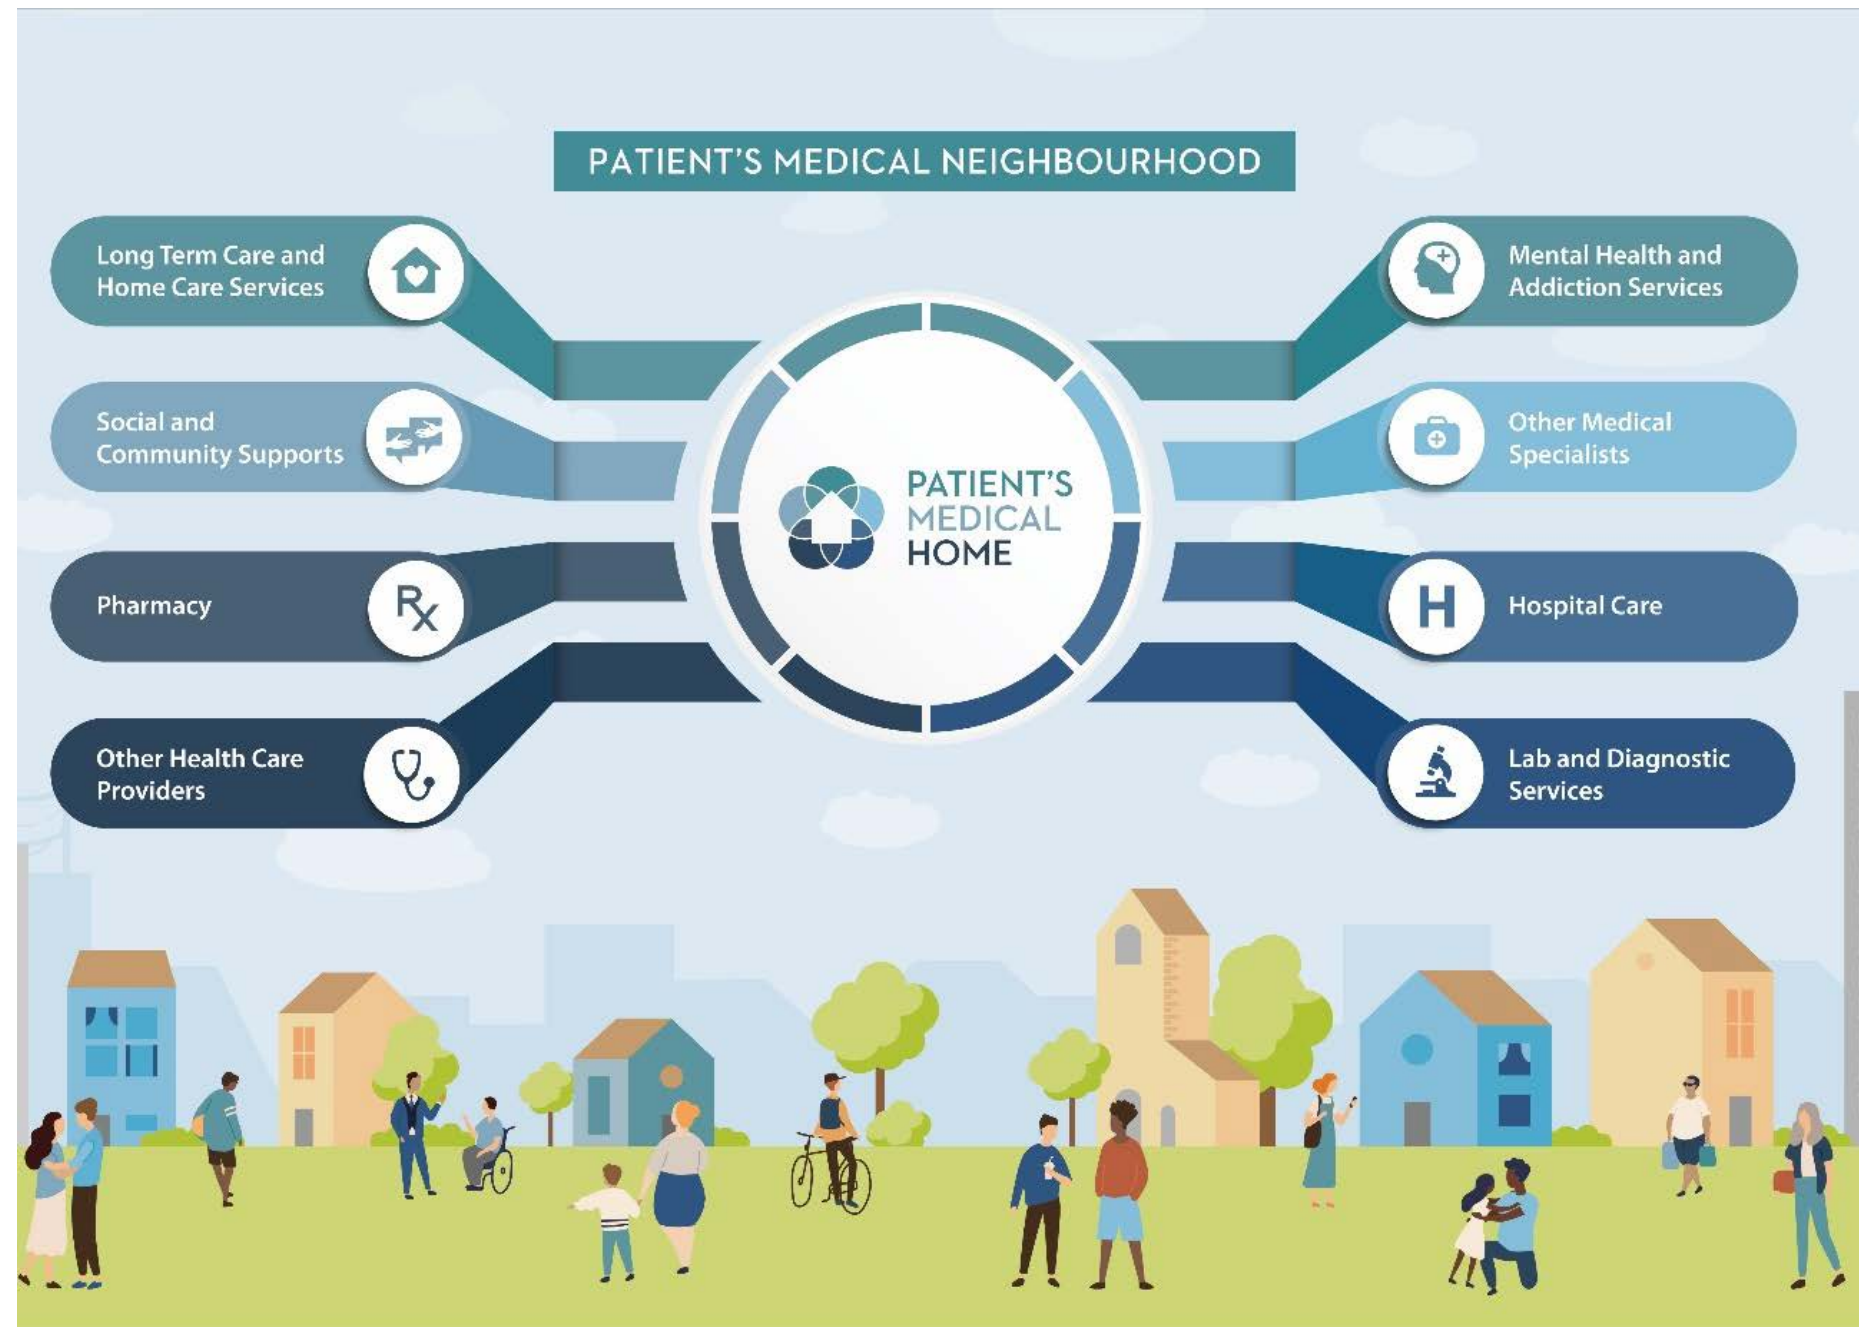 PATIENT'S MEDICAL NEIGHBOURHOOD
Long Term Care and
Home Care Services
Social and
Community Supports
Pharmacy
Rx
Other Health Care
Providers
PATIENT'S
MEDICAL
HOME
Mental Health and
Addiction Services
Other Medical
Specialists
H
Hospital Care
Lab and Diagnostic
Services